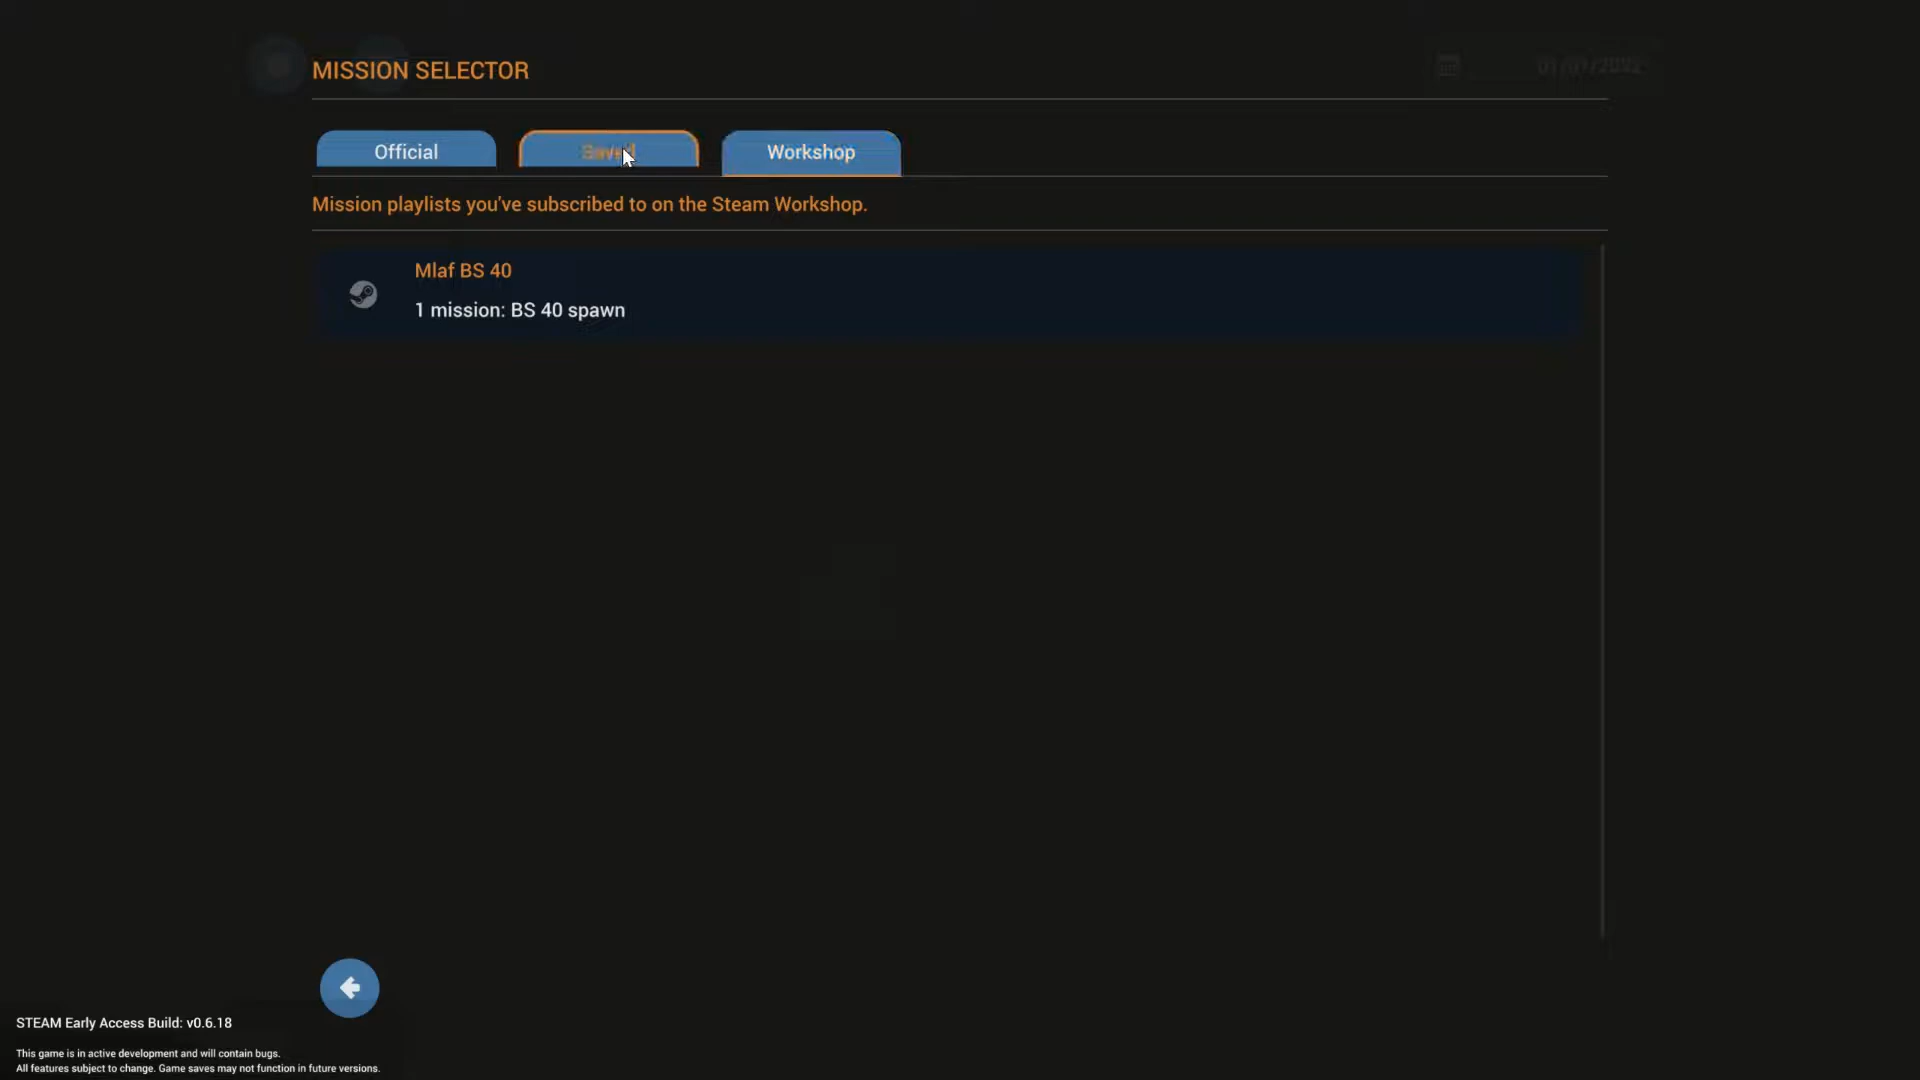 MISSION SELECTOR
Official
Saved
Workshop
Mission playlists you've subscribed to on the Steam Workshop.
Mlaf BS 40
1 mission: BS 40 spawn
STEAM Early Access Build: v0.6.18
This game is in active development and will contain bugs.
All features subject to change. Game saves may not function in future versions.